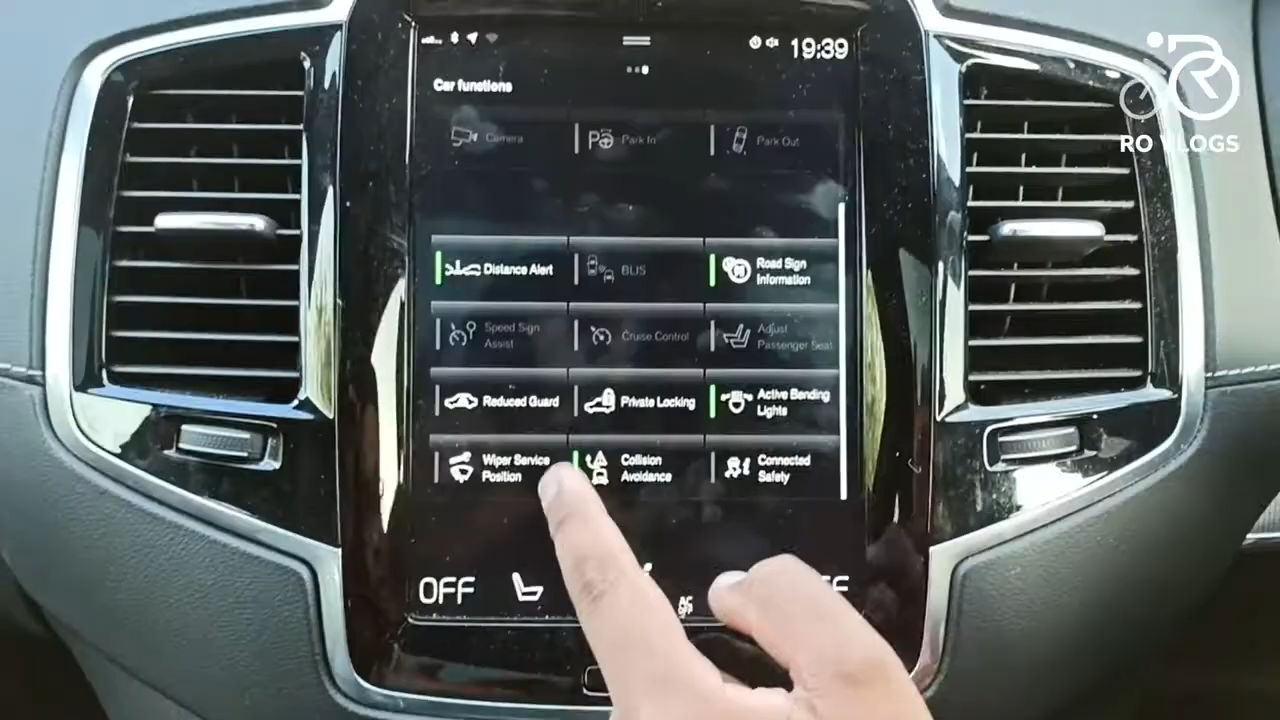 19:39
RO VLOGS
Car functions
Camera
Park In
Park Out
Distance Alert
BLIS
Road Sign
Information
Speed Sign
Assist
Cruise Control
Adjust
Passenger Seat
Reduced Guard
Private Locking
Active Bending
Lights
Wiper Service
Position
Collision
Avoidance
Connected
Safety
OFF